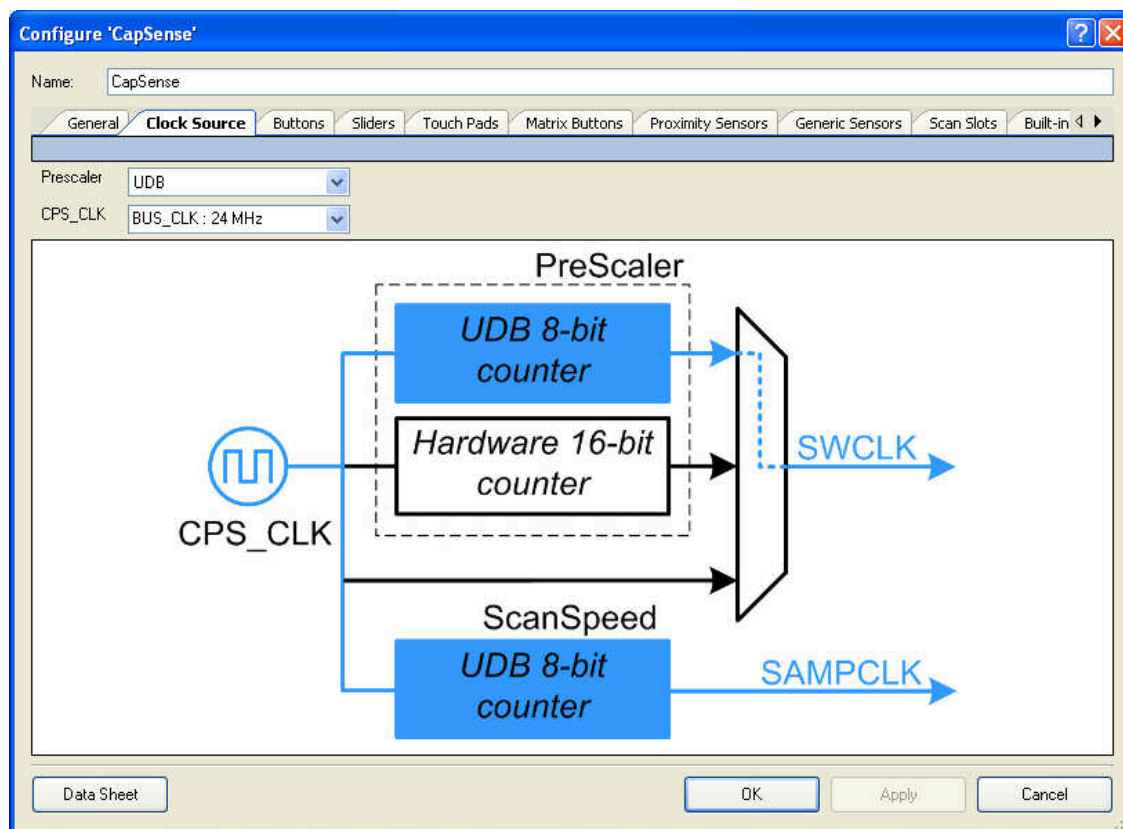 Configure 'CapSense'
Name: CapSense
General Clock Source Buttons Sliders Touch Pads Matrix Buttons Proximity Sensors Generic Sensors Scan Slots Built-in
Prescaler UDB
CPS_CLK BUS_CLK : 24 MHz
PreScaler
UDB 8-bit
counter
Hardware 16-bit
counter
CPS_CLK
SWCLK
ScanSpeed
UDB 8-bit
counter
SAMPCLK
Data Sheet OK Apply Cancel